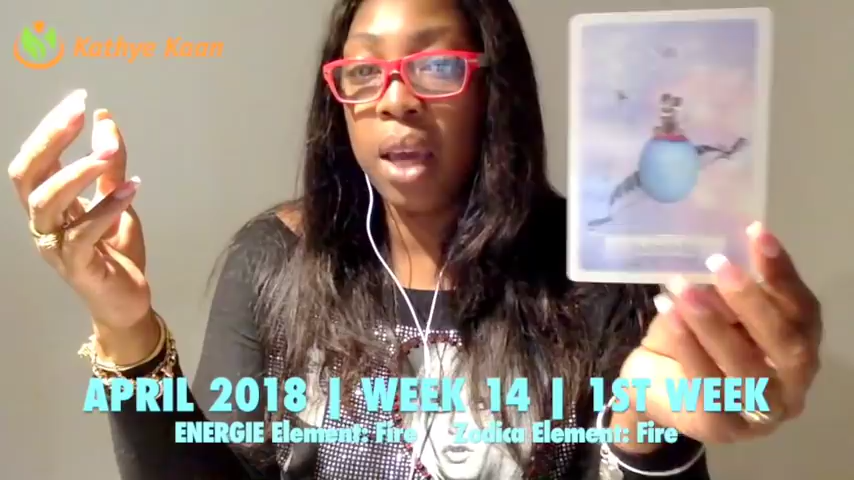 Kathye Kaan
APRIL 2018 | WEEK 14 | 1ST WEEK
ENERGIE Element: Fire Zodica Element: Fire